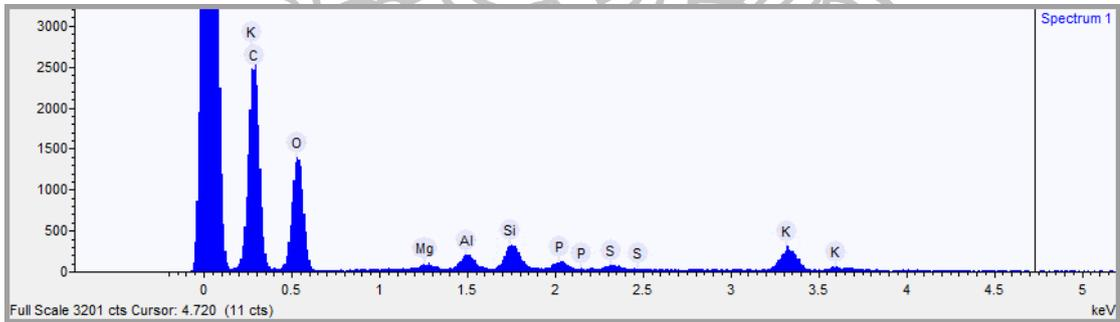 Spectrum 1
3000
2500
2000
1500
1000
500
0
K
C
O
Mg
Al
Si
P
P
S
S
K
K
0
0.5
1
1.5
2
2.5
3
3.5
4
4.5
5
Full Scale 3201 cts Cursor: 4.720 (11 cts)
keV